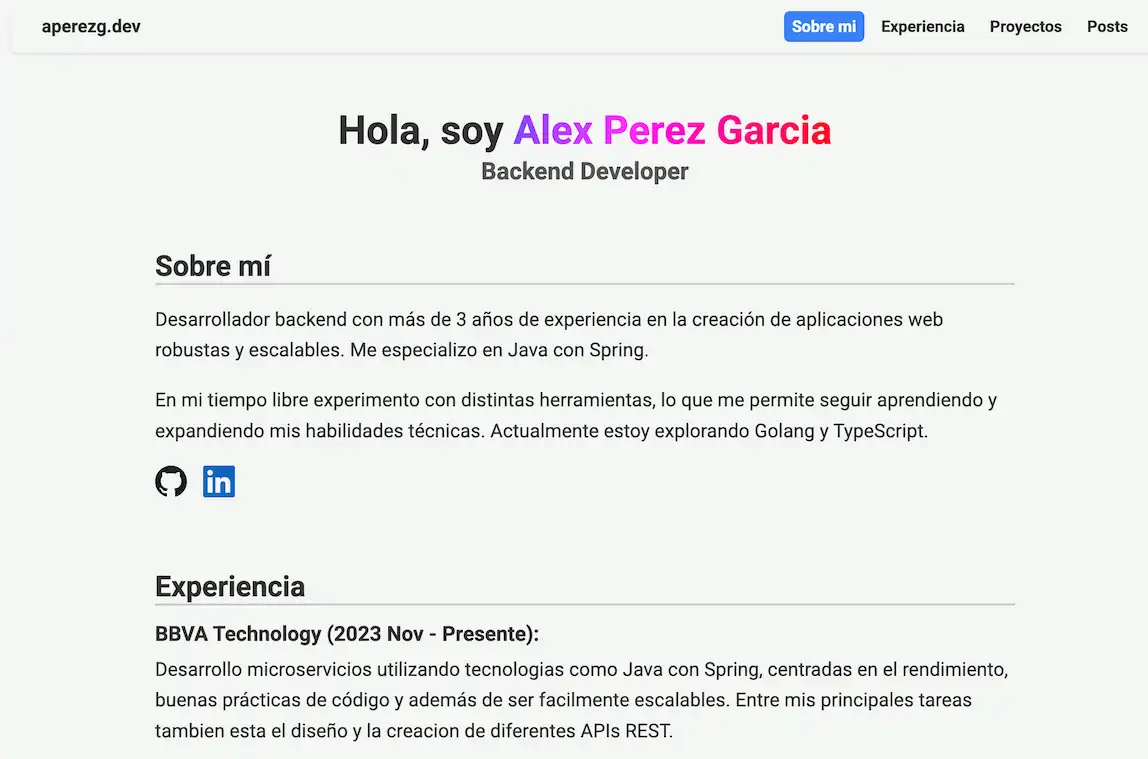 aperezg.dev
Sobre mi
Experiencia
Proyectos
Posts
Hola, soy Alex Perez Garcia
Backend Developer
Sobre mí
Desarrollador backend con más de 3 años de experiencia en la creación de aplicaciones web
robustas y escalables. Me especializo en Java con Spring.
En mi tiempo libre experimento con distintas herramientas, lo que me permite seguir aprendiendo y
expandiendo mis habilidades técnicas. Actualmente estoy explorando Golang y TypeScript.
in
Experiencia
BBVA Technology (2023 Nov - Presente):
Desarrollo microservicios utilizando tecnologias como Java con Spring, centradas en el rendimiento,
buenas prácticas de código y además de ser facilmente escalables. Entre mis principales tareas
tambien esta el diseño y la creacion de diferentes APIs REST.